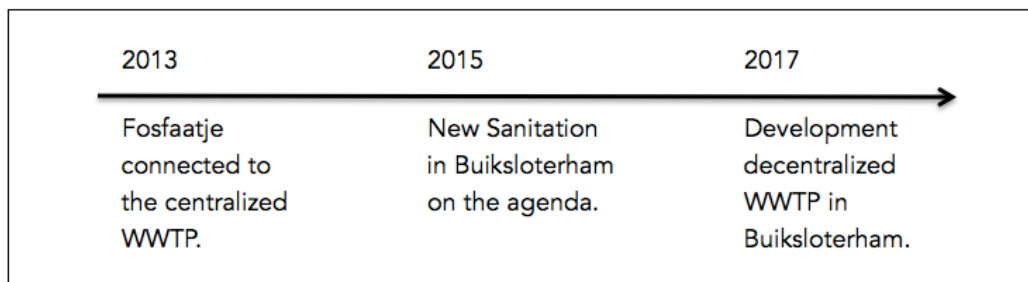 2013
Fosfaatje
connected to
the centralized
WWTP.
2015
New Sanitation
in Buiksloterham
on the agenda.
2017
Development
decentralized
WWTP in
Buiksloterham.